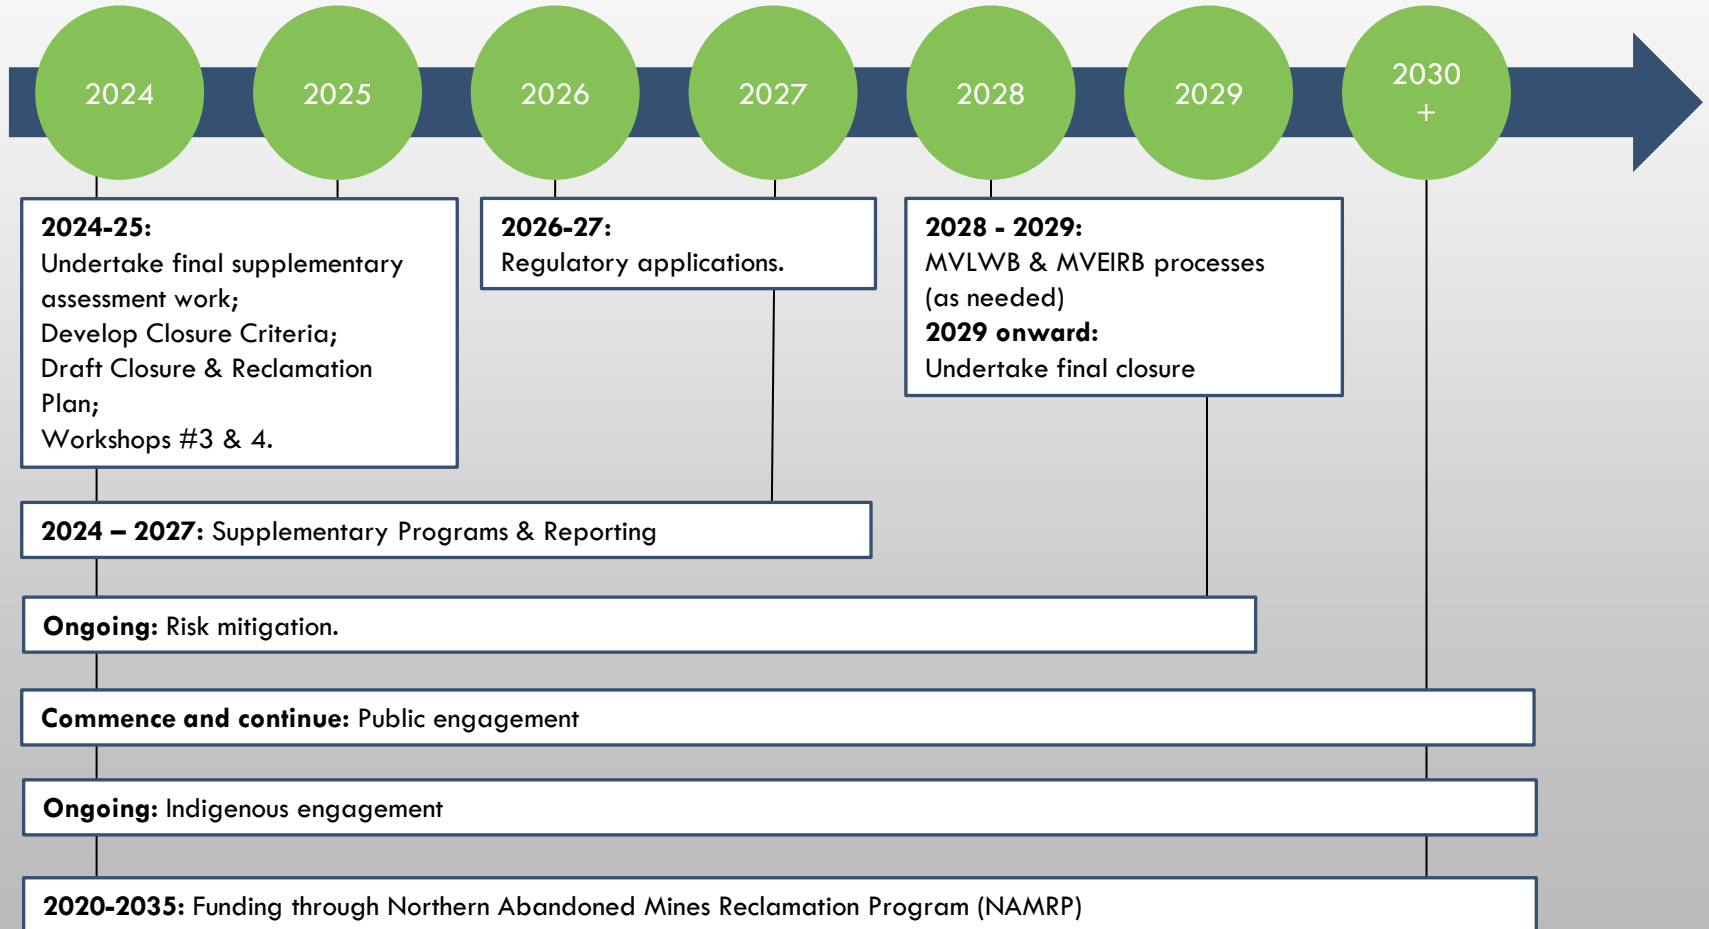 2024
2025
2026
2027
2028
2029
2030
+
2024-25:
Undertake final supplementary
assessment work;
Develop Closure Criteria;
Draft Closure & Reclamation
Plan;
Workshops #3 & 4.
2026-27:
Regulatory applications.
2028 - 2029:
MVLWB & MVEIRB processes
(as needed)
2029 onward:
Undertake final closure
2024 – 2027: Supplementary Programs & Reporting
Ongoing: Risk mitigation.
Commence and continue: Public engagement
Ongoing: Indigenous engagement
2020-2035: Funding through Northern Abandoned Mines Reclamation Program (NAMRP)